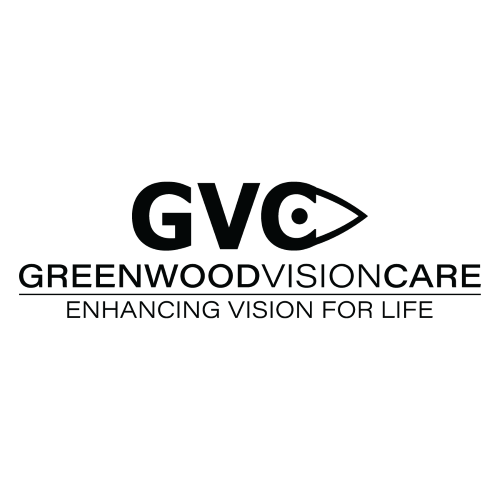 GVC
GREENWOODVISIONCARE
ENHANCING VISION FOR LIFE